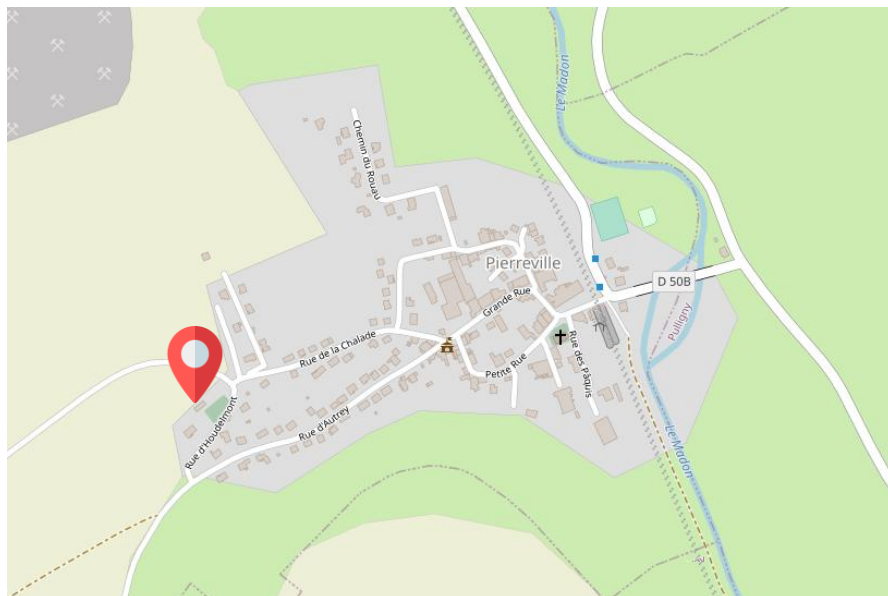 Le Madon
Chemin du Rouau
Pierreville
D 50B
Grande Rue
Pulligny
Rue de la Chalade
Rue des Pâquis
Petite Rue
Rue d'Houdelmont
Rue d'Autrey
Le Madon